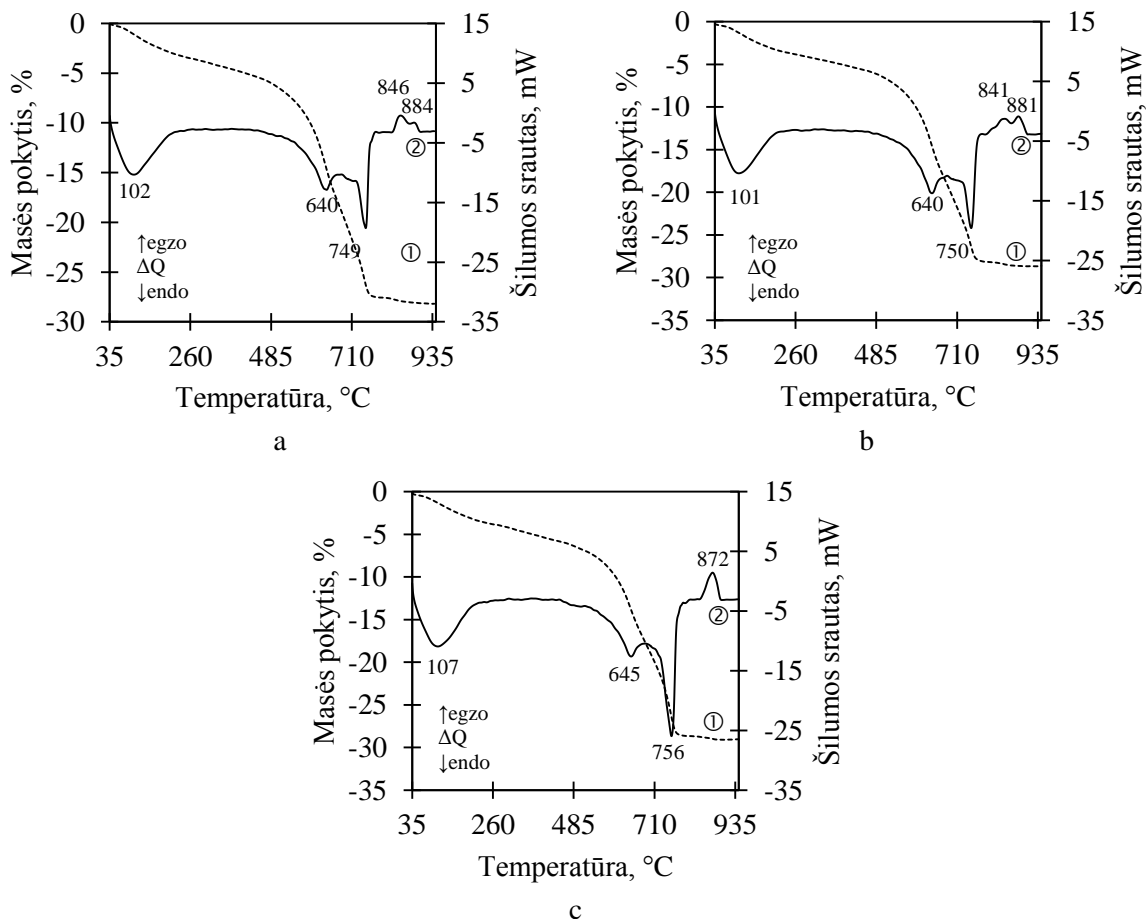 0
-5
-10
-15
-20
-25
-30
15
5
-5
-15
-25
-35
35 260 485 710 935
Masės pokytis, %
Šilumos srautas, mW
Temperatūra, °C
102
640
749
846
884
②
①
↑egzo
ΔQ
↓endo
a
0
-5
-10
-15
-20
-25
-30
-35
15
5
-5
-15
-25
-35
35 260 485 710 935
Masės pokytis, %
Šilumos srautas, mW
Temperatūra, °C
101
640
750
841
881
②
①
↑egzo
ΔQ
↓endo
b
0
-5
-10
-15
-20
-25
-30
-35
15
5
-5
-15
-25
-35
35 260 485 710 935
Masės pokytis, %
Šilumos srautas, mW
Temperatūra, °C
107
645
756
872
②
①
↑egzo
ΔQ
↓endo
c